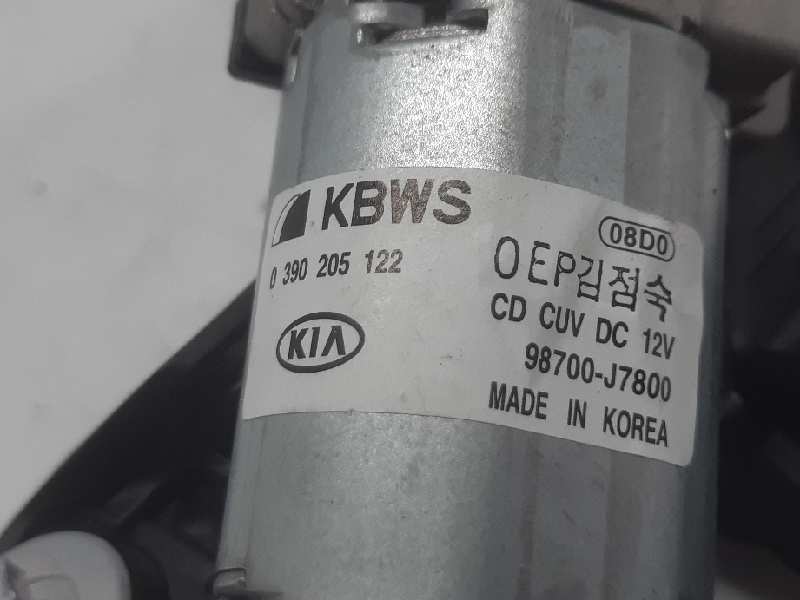 KBWS
08D0
0 390 205 122
OEP김점숙
KIA
CD CUV DC 12V
98700-J7800
MADE IN KOREA